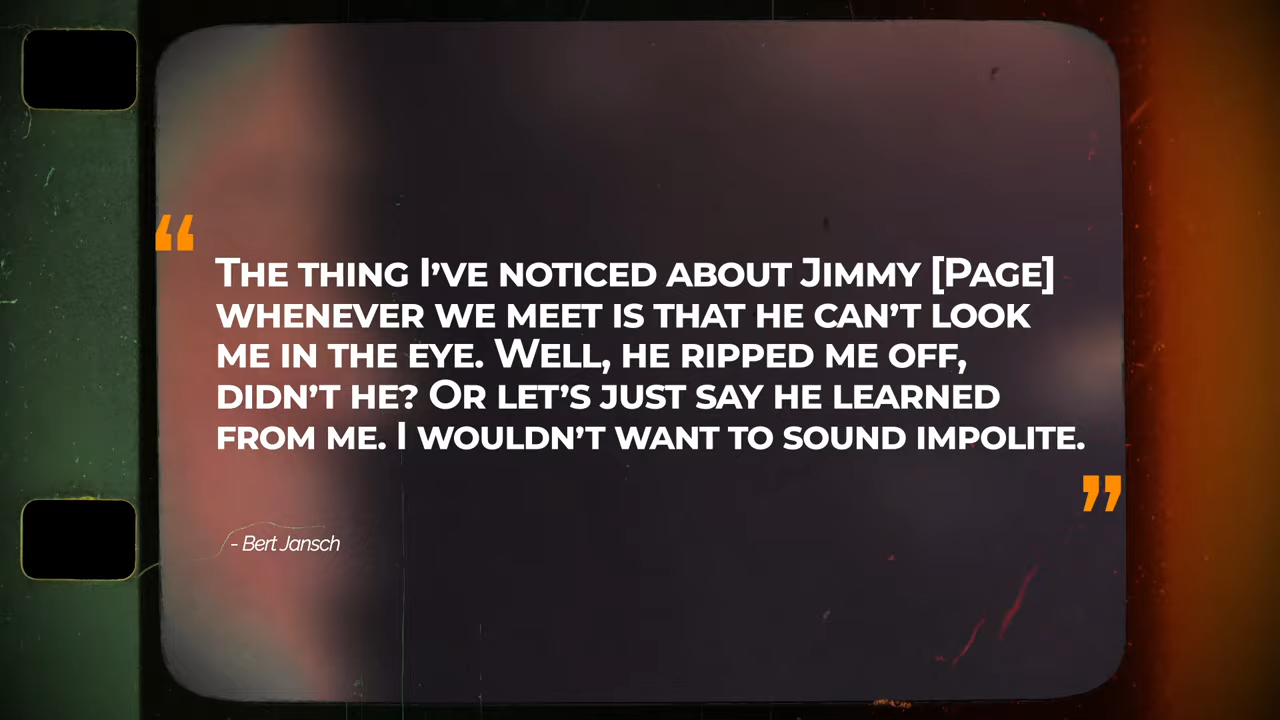 “
The thing I’ve noticed about Jimmy [Page]
whenever we meet is that he can’t look
me in the eye. Well, he ripped me off,
didn’t he? Or let’s just say he learned
from me. I wouldn’t want to sound impolite.
”
- Bert Jansch